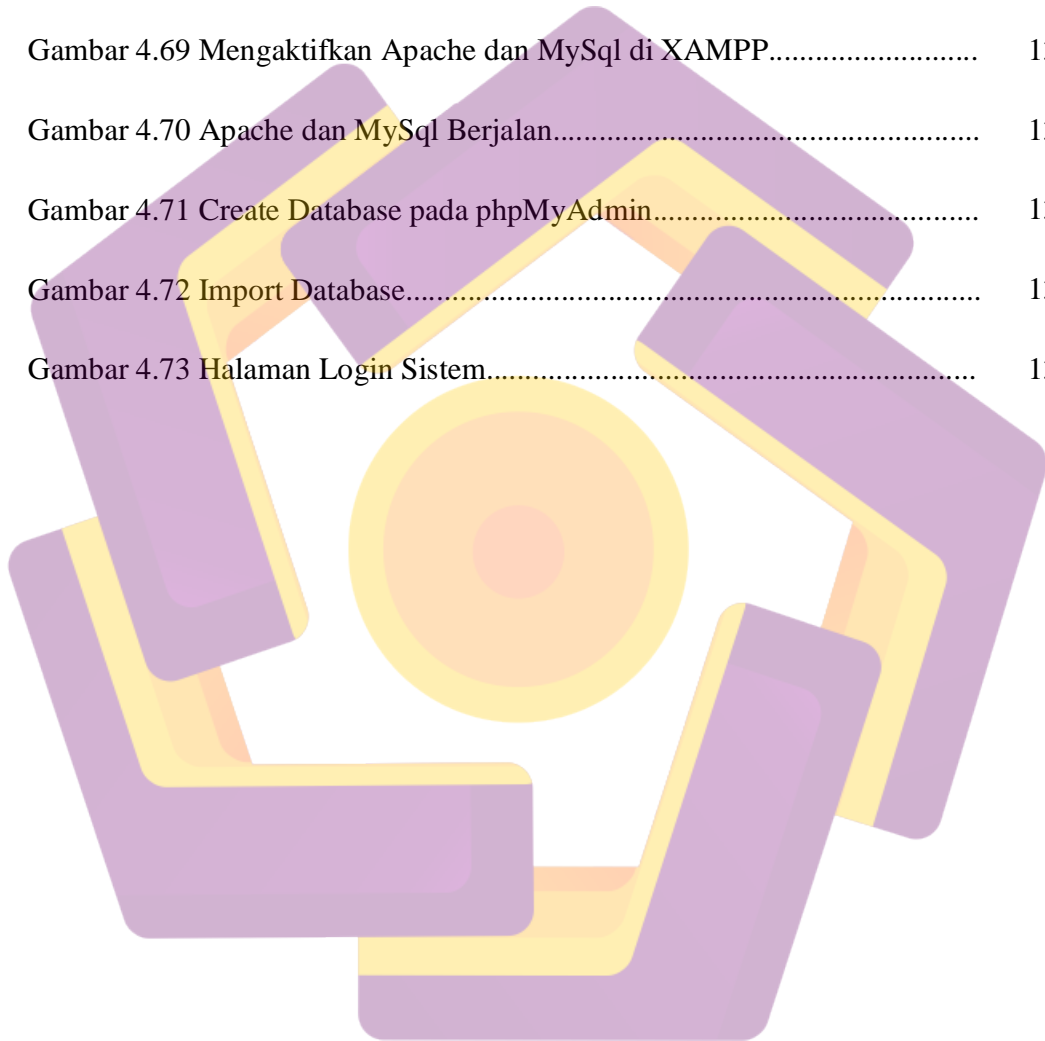 Gambar 4.69 Mengaktifkan Apache dan MySql di XAMPP..........................
Gambar 4.70 Apache dan MySql Berjalan.....................................................
Gambar 4.71 Create Database pada phpMyAdmin........................................
Gambar 4.72 Import Database.......................................................................
Gambar 4.73 Halaman Login Sistem.............................................................